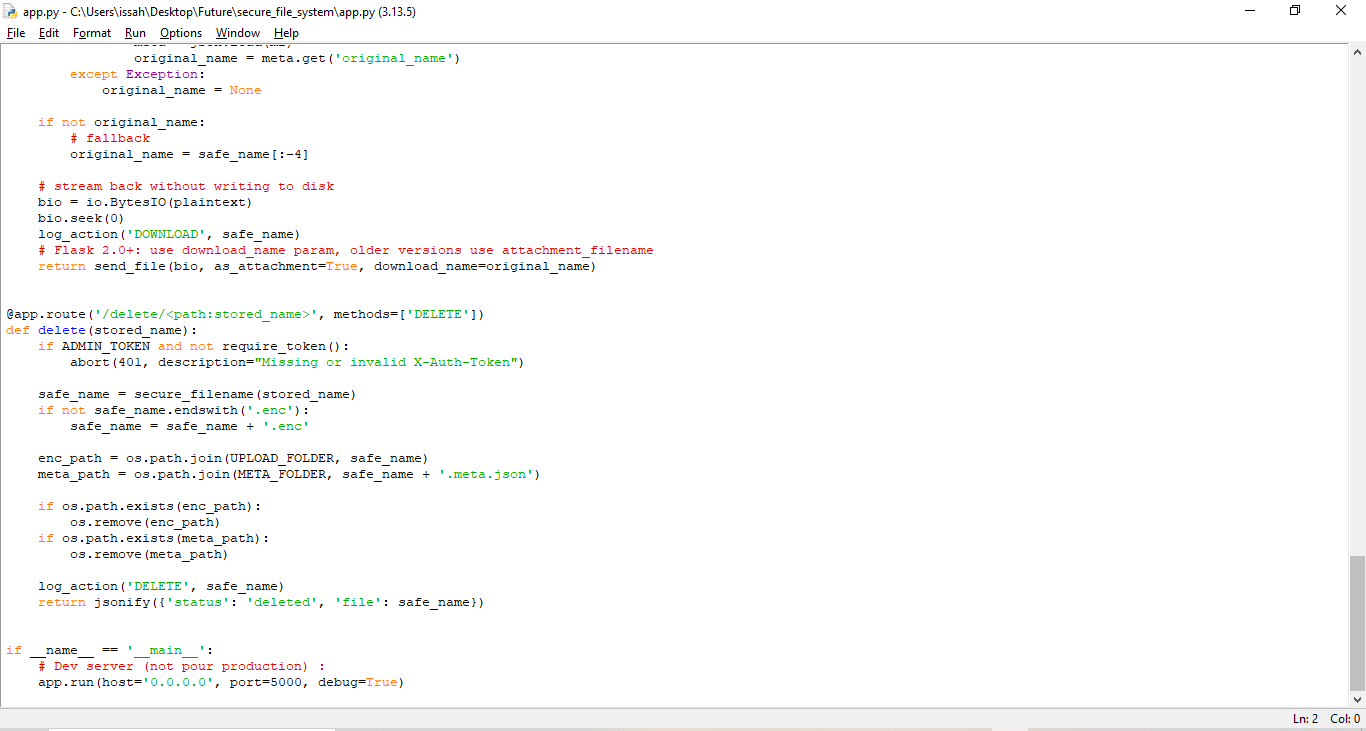 app.py - C:\Users\issah\Desktop\Future\secure_file_system\app.py (3.13.5)
File Edit Format Run Options Window Help
original_name = meta.get('original_name')
except Exception:
original_name = None
if not original_name:
# fallback
original_name = safe_name[:-4]
# stream back without writing to disk
bio = io.BytesIO(plaintext)
bio.seek(0)
log_action('DOWNLOAD', safe_name)
# Flask 2.0+: use download_name param, older versions use attachment_filename
return send_file(bio, as_attachment=True, download_name=original_name)
@app.route('/delete/<path:stored_name>', methods=['DELETE'])
def delete(stored_name):
if ADMIN_TOKEN and not require_token():
abort(401, description="Missing or invalid X-Auth-Token")
safe_name = secure_filename(stored_name)
if not safe_name.endswith('.enc'):
safe_name = safe_name + '.enc'
enc_path = os.path.join(UPLOAD_FOLDER, safe_name)
meta_path = os.path.join(META_FOLDER, safe_name + '.meta.json')
if os.path.exists(enc_path):
os.remove(enc_path)
if os.path.exists(meta_path):
os.remove(meta_path)
log_action('DELETE', safe_name)
return jsonify({'status': 'deleted', 'file': safe_name})
if __name__ == '__main__':
# Dev server (not pour production) :
app.run(host='0.0.0.0', port=5000, debug=True)
Ln: 2 Col: 0